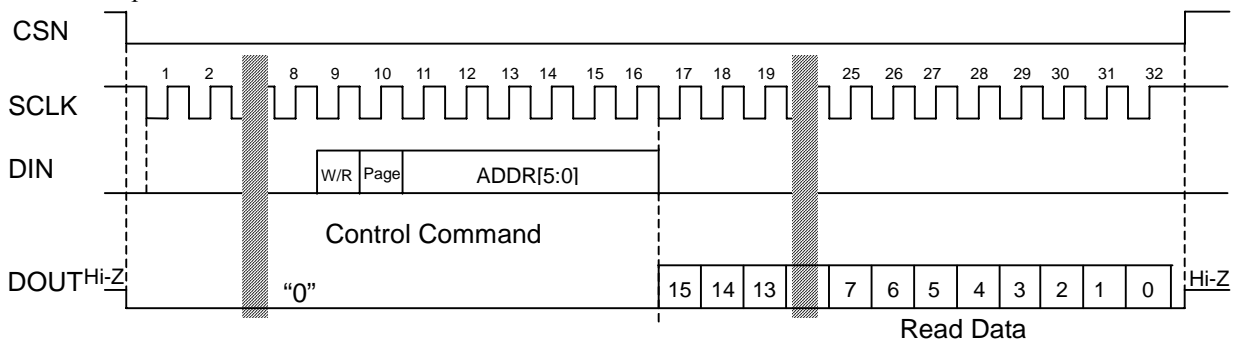 CSN
1 2 8 9 10 11 12 13 14 15 16 17 18 19 25 26 27 28 29 30 31 32
SCLK
DIN
W/R Page ADDR[5:0]
Control Command
DOUT Hi-Z “0” 15 14 13 7 6 5 4 3 2 1 0 Hi-Z
Read Data